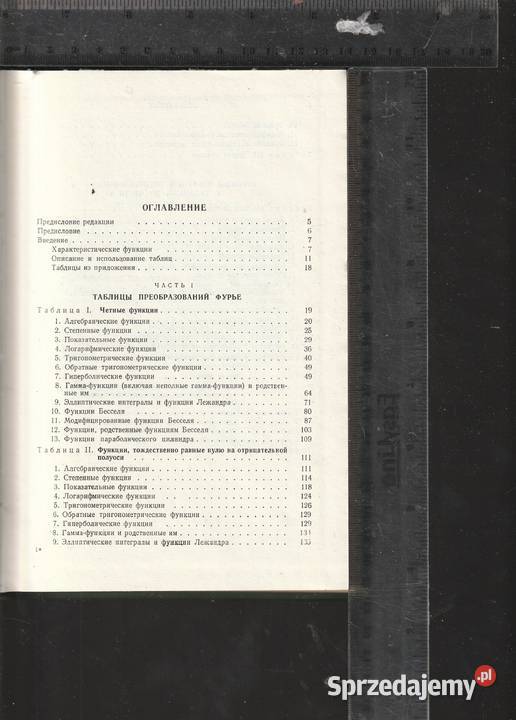 ОГЛАВЛЕНИЕ
Предисловие редакции . . . . . . . . . . . . . . . . . 5
Предисловие . . . . . . . . . . . . . . . . . . . . 6
Введение . . . . . . . . . . . . . . . . . . . . . 7
Характеристические функции . . . . . . . . . . . . . 7
Описание и использование таблиц . . . . . . . . . . . . 11
Таблицы из приложения . . . . . . . . . . . . . . . 18
ЧАСТЬ I
ТАБЛИЦЫ ПРЕОБРАЗОВАНИЙ ФУРЬЕ
Таблица I. Четные функции . . . . . . . . . . . . . . 19
1. Алгебраические функции . . . . . . . . . . . . . . 20
2. Степенные функции . . . . . . . . . . . . . . . . 25
3. Показательные функции . . . . . . . . . . . . . . 29
4. Логарифмические функции . . . . . . . . . . . . . 36
5. Тригонометрические функции . . . . . . . . . . . . 40
6. Обратные тригонометрические функции . . . . . . . . . 49
7. Гиперболические функции . . . . . . . . . . . . . 49
8. Гамма-функции (включая неполные гамма-функции) и родствен-
ные им . . . . . . . . . . . . . . . . . . . . 64
9. Эллиптические интегралы и функции Лежандра . . . . . . . 71
10. Функции Бесселя . . . . . . . . . . . . . . . . 80
11. Модифицированные функции Бесселя . . . . . . . . . . 87
12. Функции, родственные функциям Бесселя . . . . . . . . 103
13. Функции параболического цилиндра . . . . . . . . . . 109
Таблица II. Функции, тождественно равные нулю на отрицательной
полуоси . . . . . . . . . . . . . . . . . . 111
1. Алгебраические функции . . . . . . . . . . . . . . 111
2. Степенные функции . . . . . . . . . . . . . . . . 114
3. Показательные функции . . . . . . . . . . . . . . 118
4. Логарифмические функции . . . . . . . . . . . . . 124
5. Тригонометрические функции . . . . . . . . . . . . 126
6. Обратные тригонометрические функции . . . . . . . . . 129
7. Гиперболические функции . . . . . . . . . . . . . 129
8. Гамма-функции и родственные им . . . . . . . . . . . 131
9. Эллиптические интегралы и функции Лежандра . . . . . . . 133
1*
Sprzedajemy.pl